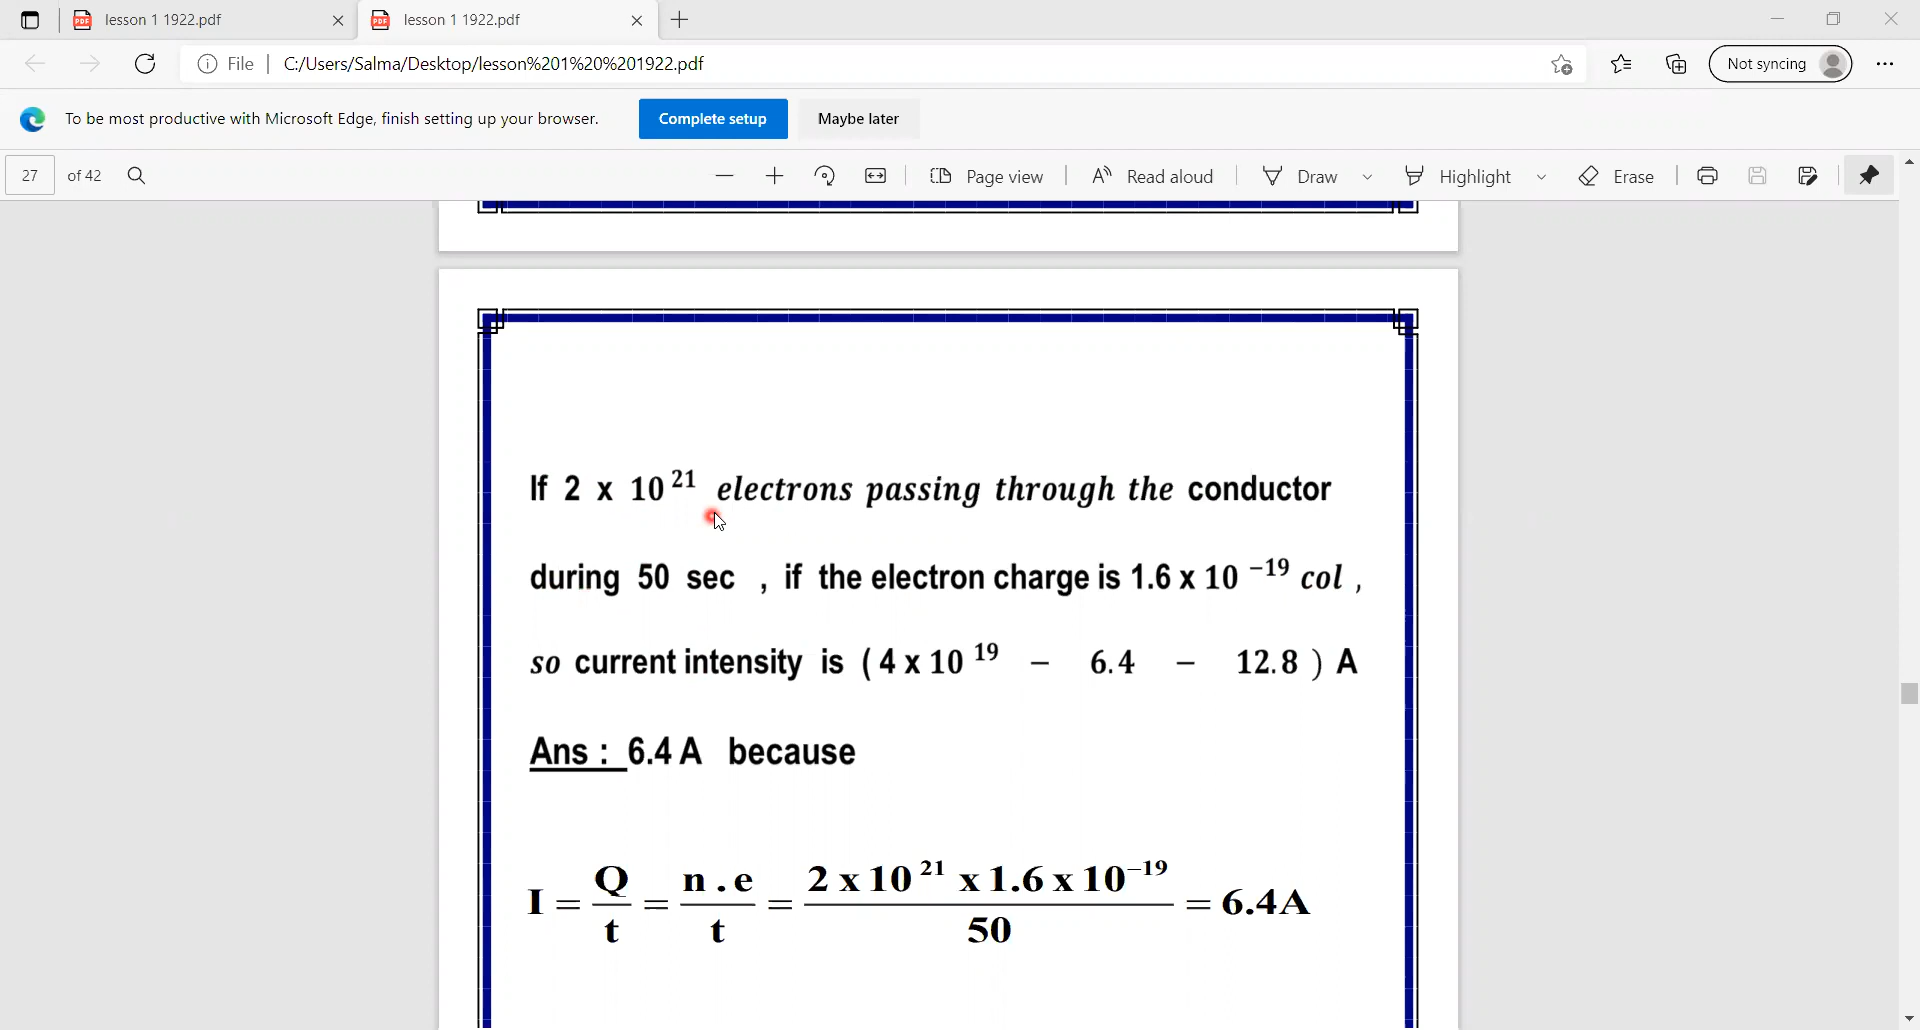 lesson 1 1922.pdf
lesson 1 1922.pdf
File C:/Users/Salma/Desktop/lesson%201%20%201922.pdf Not syncing
To be most productive with Microsoft Edge, finish setting up your browser. Complete setup Maybe later
27 of 42 Page view Read aloud Draw Highlight Erase
If 2 x 10^21 electrons passing through the conductor
during 50 sec , if the electron charge is 1.6 x 10^−19 col ,
so current intensity is ( 4 x 10^19 − 6.4 − 12.8 ) A
Ans : 6.4 A because
I = Q/t = n . e/t = 2 x 10^21 x 1.6 x 10^−19/50 = 6.4A